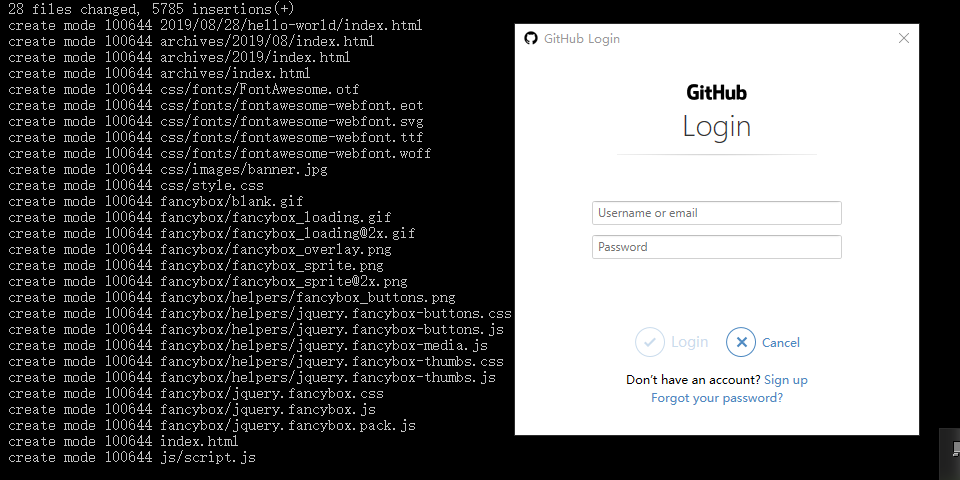 28 files changed, 5785 insertions(+)
create mode 100644 2019/08/28/hello-world/index.html
create mode 100644 archives/2019/08/index.html
create mode 100644 archives/2019/index.html
create mode 100644 archives/index.html
create mode 100644 css/fonts/FontAwesome.otf
create mode 100644 css/fonts/fontawesome-webfont.eot
create mode 100644 css/fonts/fontawesome-webfont.svg
create mode 100644 css/fonts/fontawesome-webfont.ttf
create mode 100644 css/fonts/fontawesome-webfont.woff
create mode 100644 css/images/banner.jpg
create mode 100644 css/style.css
create mode 100644 fancybox/blank.gif
create mode 100644 fancybox/fancybox_loading.gif
create mode 100644 fancybox/fancybox_loading@2x.gif
create mode 100644 fancybox/fancybox_overlay.png
create mode 100644 fancybox/fancybox_sprite.png
create mode 100644 fancybox/fancybox_sprite@2x.png
create mode 100644 fancybox/helpers/fancybox_buttons.png
create mode 100644 fancybox/helpers/jquery.fancybox-buttons.css
create mode 100644 fancybox/helpers/jquery.fancybox-buttons.js
create mode 100644 fancybox/helpers/jquery.fancybox-media.js
create mode 100644 fancybox/helpers/jquery.fancybox-thumbs.css
create mode 100644 fancybox/helpers/jquery.fancybox-thumbs.js
create mode 100644 fancybox/jquery.fancybox.css
create mode 100644 fancybox/jquery.fancybox.js
create mode 100644 fancybox/jquery.fancybox.pack.js
create mode 100644 index.html
create mode 100644 js/script.js
GitHub Login
GitHub
Login
Username or email
Password
Login
Cancel
Don't have an account? Sign up
Forgot your password?